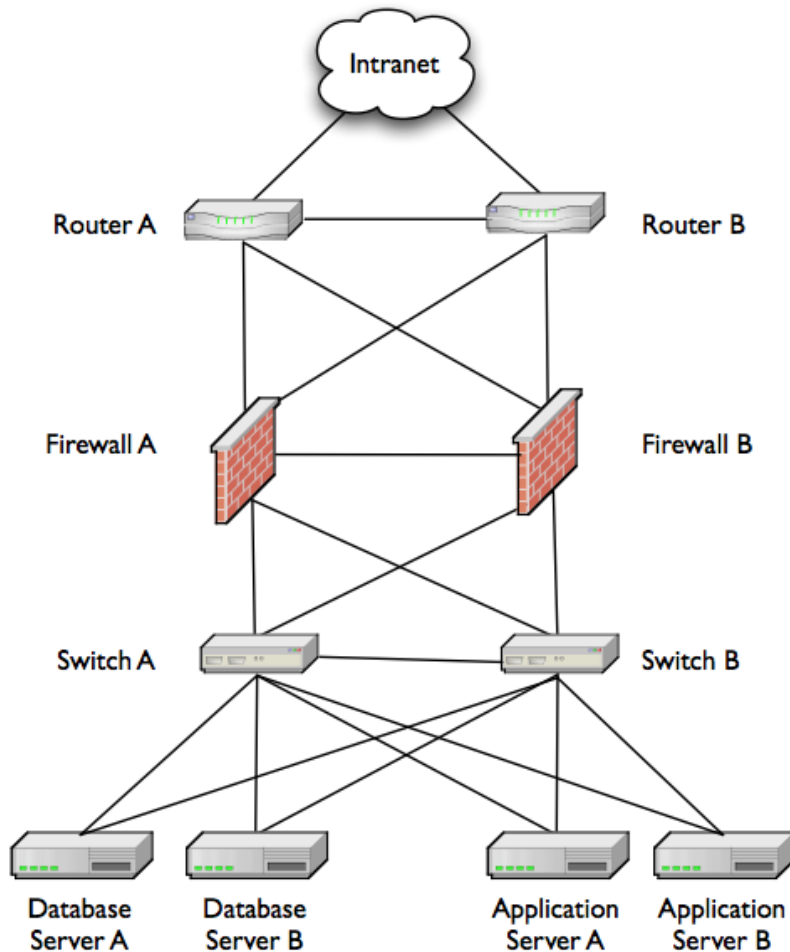 Intranet
Router A
Router B
Firewall A
Firewall B
Switch A
Switch B
Database
Server A
Database
Server B
Application
Server A
Application
Server B